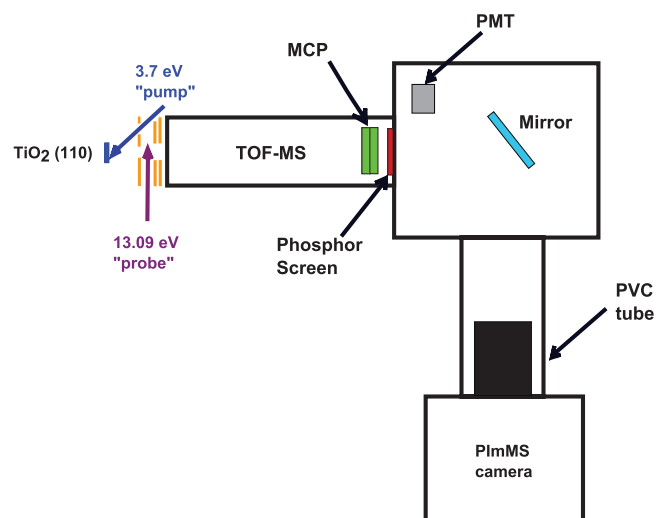 PMT
MCP
3.7 eV
"pump"
Mirror
TiO2 (110)
TOF-MS
13.09 eV
"probe"
Phosphor
Screen
PVC
tube
PImMS
camera